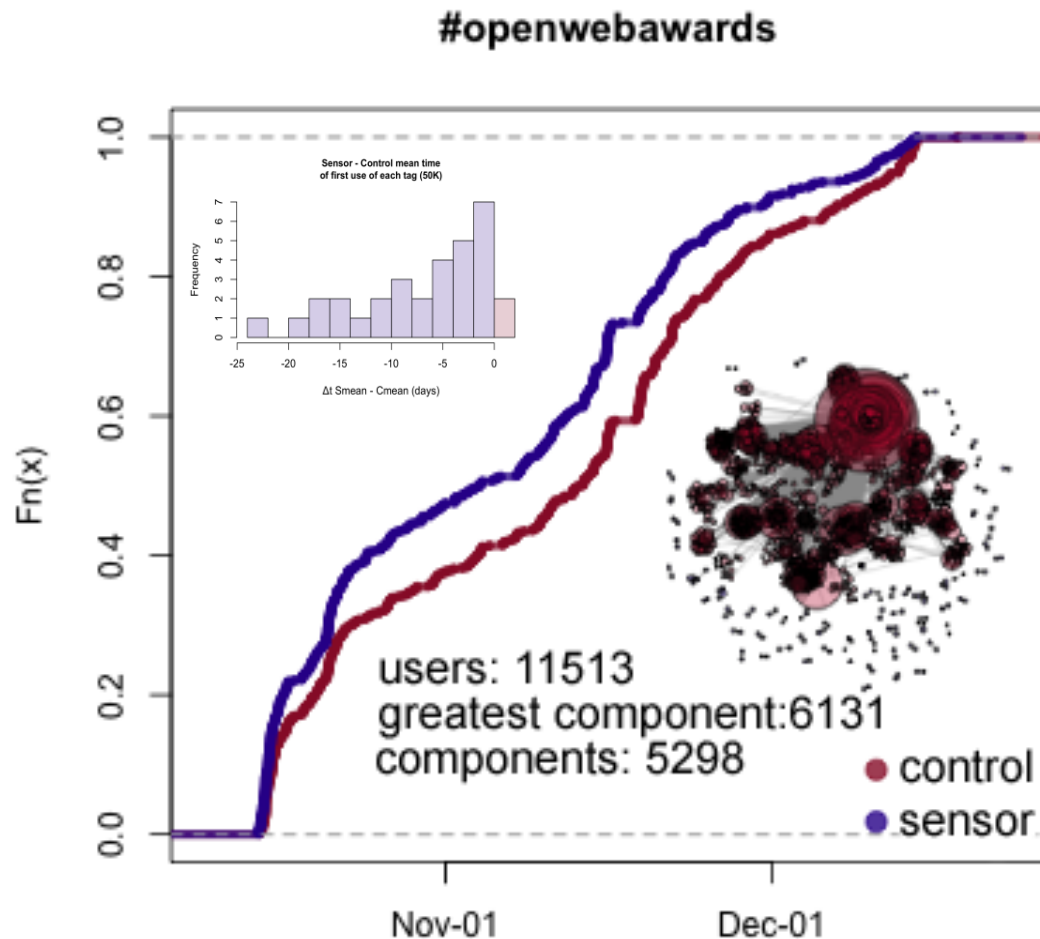 #openwebawards
Sensor - Control mean time
of first use of each tag (50K)
Frequency
0 1 2 3 4 5 6 7
-25 -20 -15 -10 -5 0
Δt Smean - Cmean (days)
Fn(x)
0.0 0.2 0.4 0.6 0.8 1.0
users: 11513
greatest component:6131
components: 5298
control
sensor
Nov-01 Dec-01